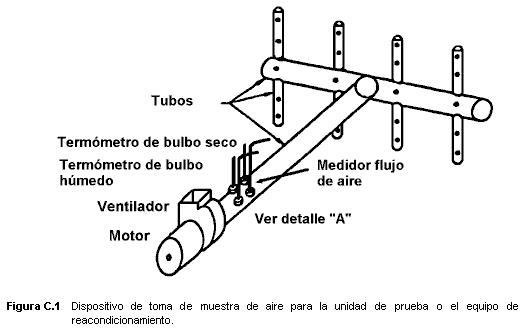 Tubos
Termómetro de bulbo seco
Termómetro de bulbo
húmedo
Medidor flujo
de aire
Ventilador
Ver detalle "A"
Motor
Figura C.1 Dispositivo de toma de muestra de aire para la unidad de prueba o el equipo de
reacondicionamiento.